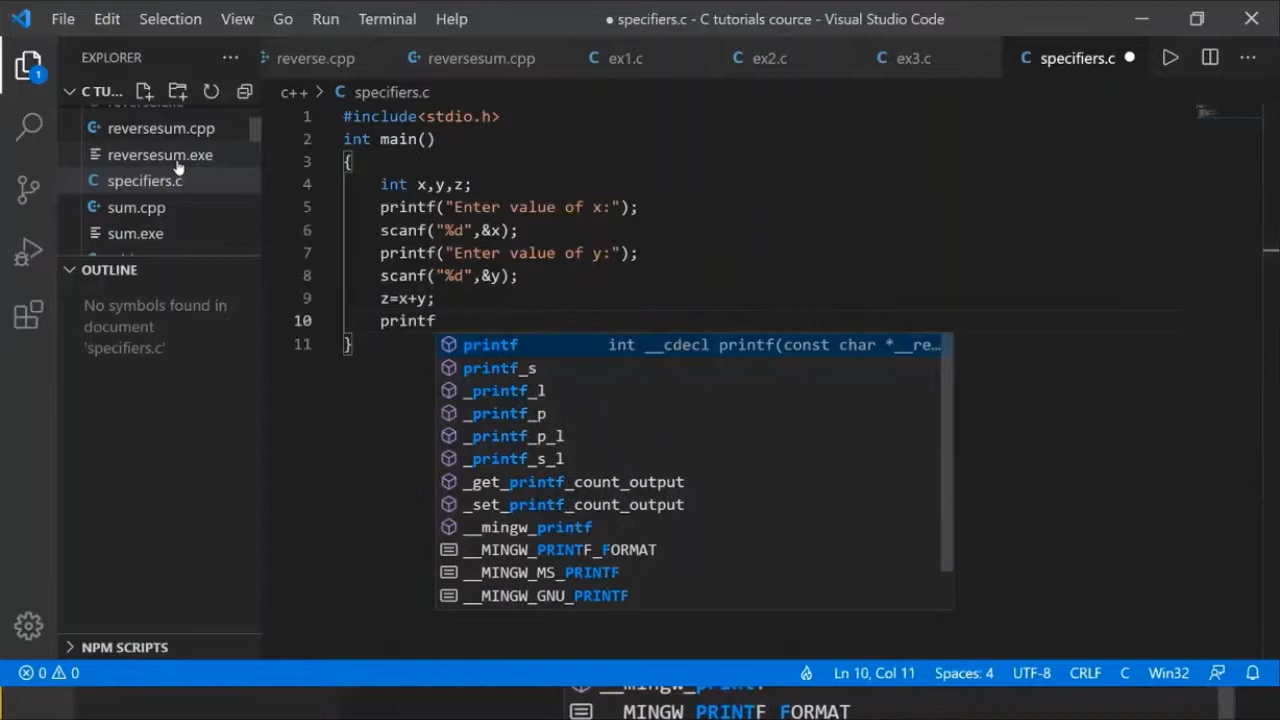 File Edit Selection View Go Run Terminal Help
● specifiers.c - C tutorials cource - Visual Studio Code
EXPLORER
reverse.cpp reversesum.cpp ex1.c ex2.c ex3.c specifiers.c
1
C TU...
c++ > specifiers.c
reversesum.cpp
reversesum.exe
specifiers.c
sum.cpp
sum.exe
OUTLINE
No symbols found in
document
'specifiers.c'
NPM SCRIPTS
1 #include<stdio.h>
2 int main()
3 {
4 int x,y,z;
5 printf("Enter value of x:");
6 scanf("%d",&x);
7 printf("Enter value of y:");
8 scanf("%d",&y);
9 z=x+y;
10 printf
11 }
printf int __cdecl printf(const char *__re…
printf_s
_printf_l
_printf_p
_printf_p_l
_printf_s_l
_get_printf_count_output
_set_printf_count_output
__mingw_printf
__MINGW_PRINTF_FORMAT
__MINGW_MS_PRINTF
__MINGW_GNU_PRINTF
0 0 Ln 10, Col 11 Spaces: 4 UTF-8 CRLF C Win32
__mingw_printf
MINGW PRINTF FORMAT